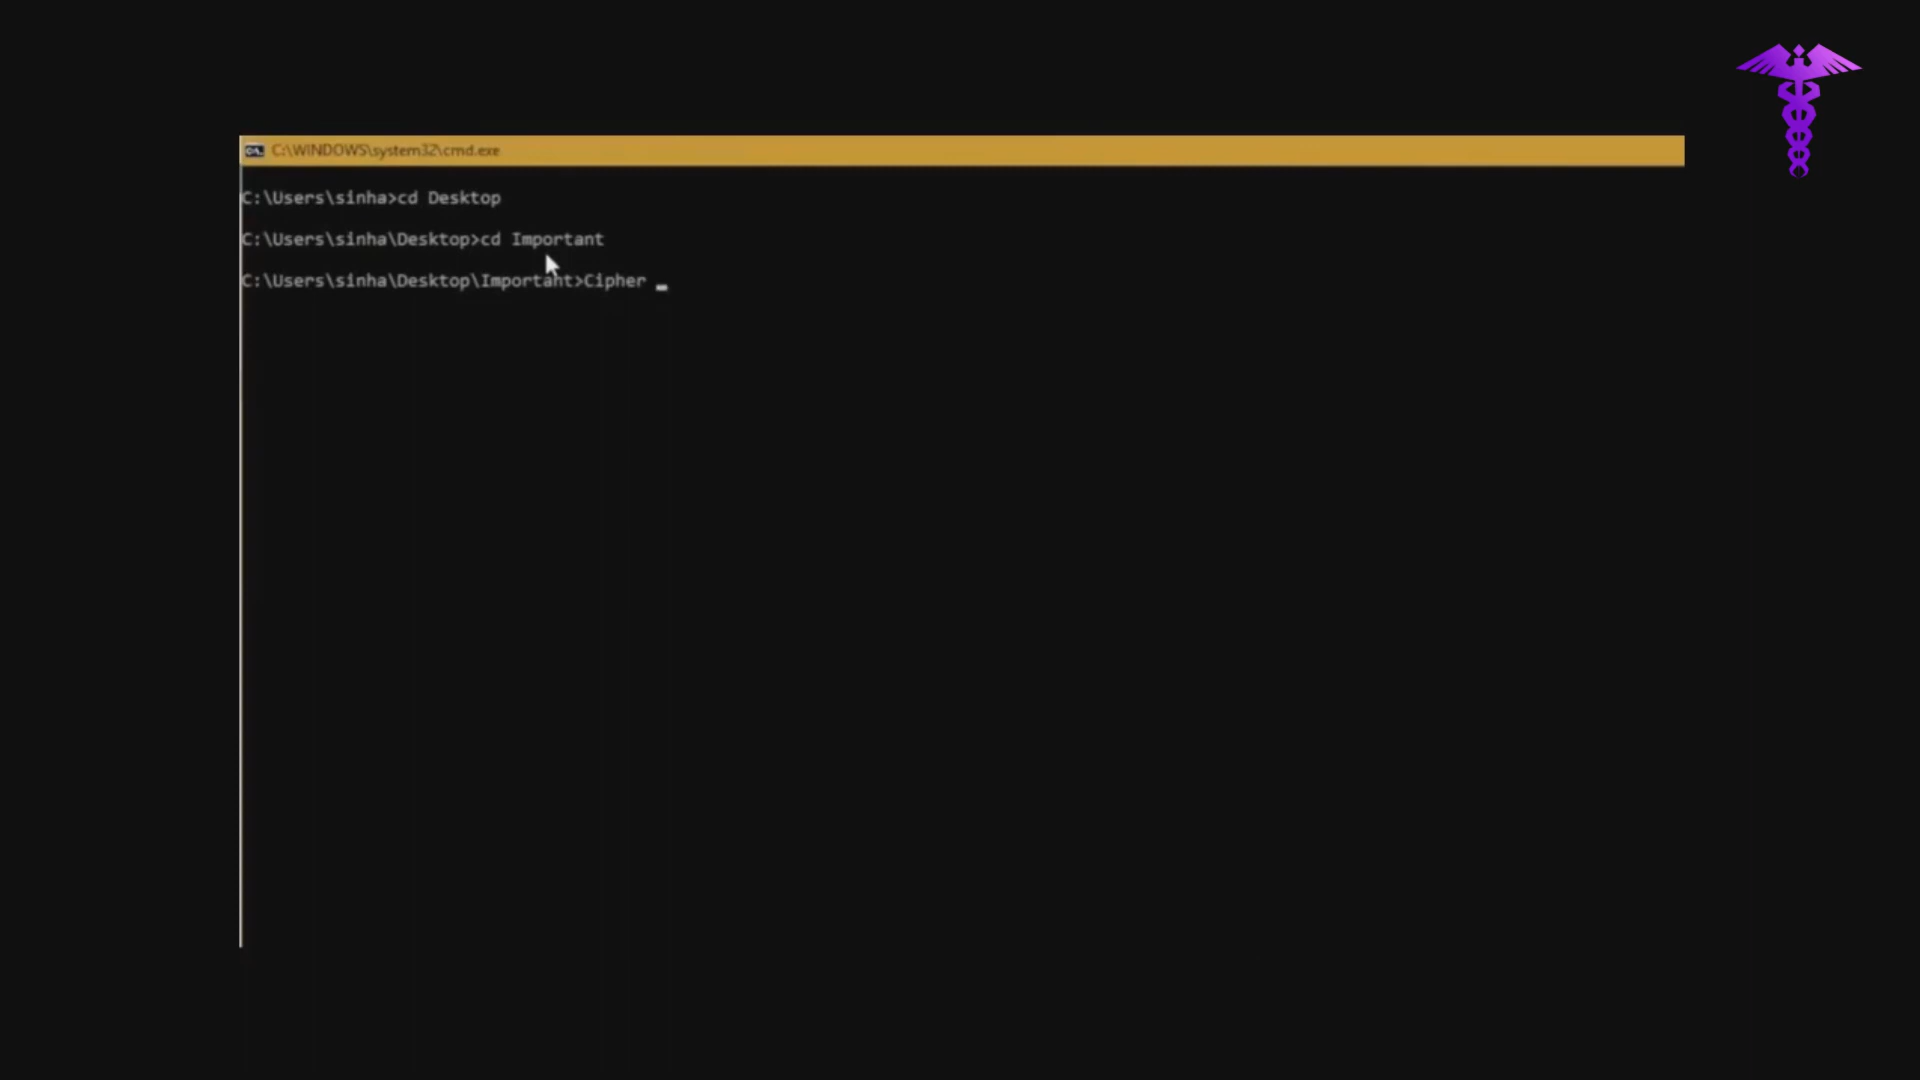 C:\WINDOWS\system32\cmd.exe
C:\Users\sinha>cd Desktop
C:\Users\sinha\Desktop>cd Important
C:\Users\sinha\Desktop\Important>Cipher